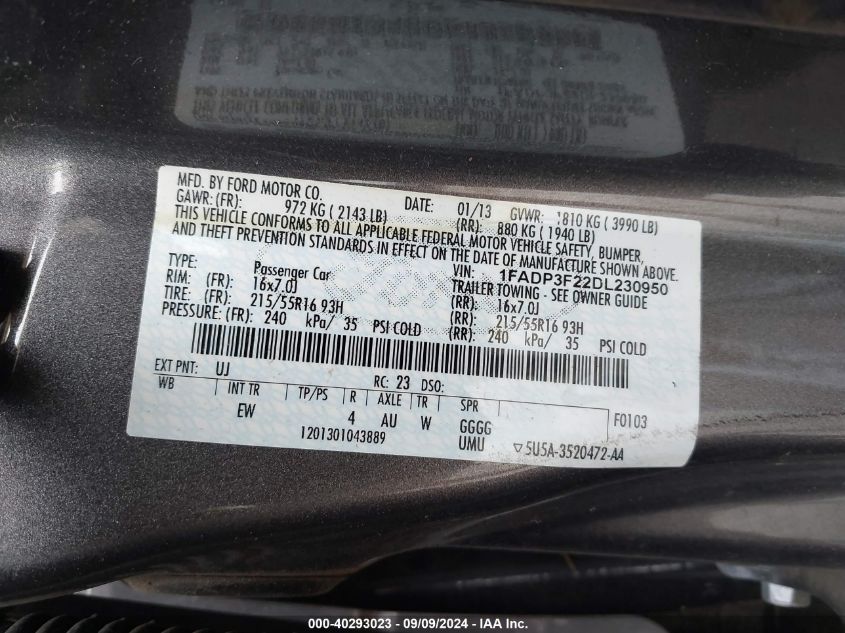 MFD. BY FORD MOTOR CO.
DATE: 01/13 GVWR: 1810 KG ( 3990 LB)
GAWR: (FR): 972 KG ( 2143 LB) (RR): 880 KG ( 1940 LB)
THIS VEHICLE CONFORMS TO ALL APPLICABLE FEDERAL MOTOR VEHICLE SAFETY, BUMPER,
AND THEFT PREVENTION STANDARDS IN EFFECT ON THE DATE OF MANUFACTURE SHOWN ABOVE.
VIN: 1FADP3F22DL230950
TYPE: Passenger Car TRAILER TOWING - SEE OWNER GUIDE
RIM: (FR): 16x7.0J (RR): 16x7.0J
TIRE: (FR): 215/55R16 93H (RR): 215/55R16 93H
PRESSURE: (FR): 240 kPa/ 35 PSI COLD (RR): 240 kPa/ 35 PSI COLD
EXT PNT: UJ RC: 23 DSO:
WB INT TR TP/PS R AXLE TR SPR
EW 4 AU W GGGG F0103
1201301043889 UMU ▽5U5A-3520472-AA
000-40293023 - 09/09/2024 - IAA Inc.